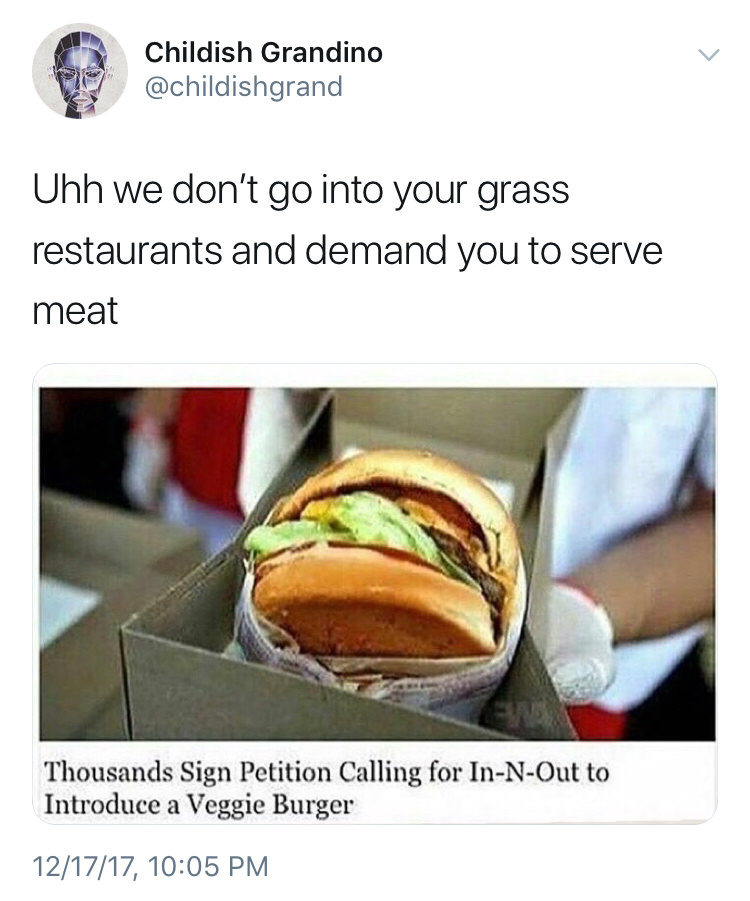 Childish Grandino
@childishgrand
Uhh we don't go into your grass
restaurants and demand you to serve
meat
Thousands Sign Petition Calling for In-N-Out to
Introduce a Veggie Burger
12/17/17, 10:05 PM